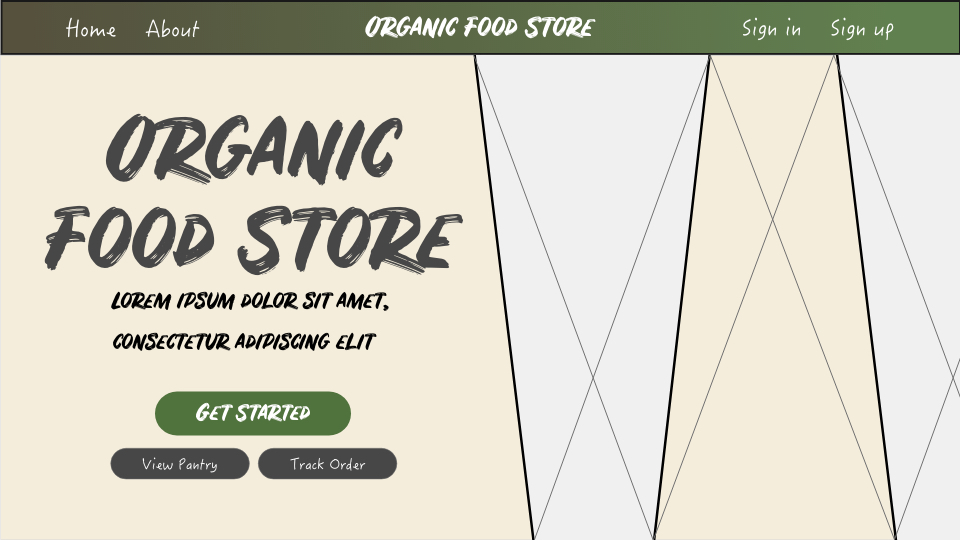 Home About ORGANIC FOOD STORE Sign in Sign up
ORGANIC
FOOD STORE
LOREM IPSUM DOLOR SIT AMET,
CONSECTETUR ADIPISCING ELIT
GET STARTED
View Pantry Track Order